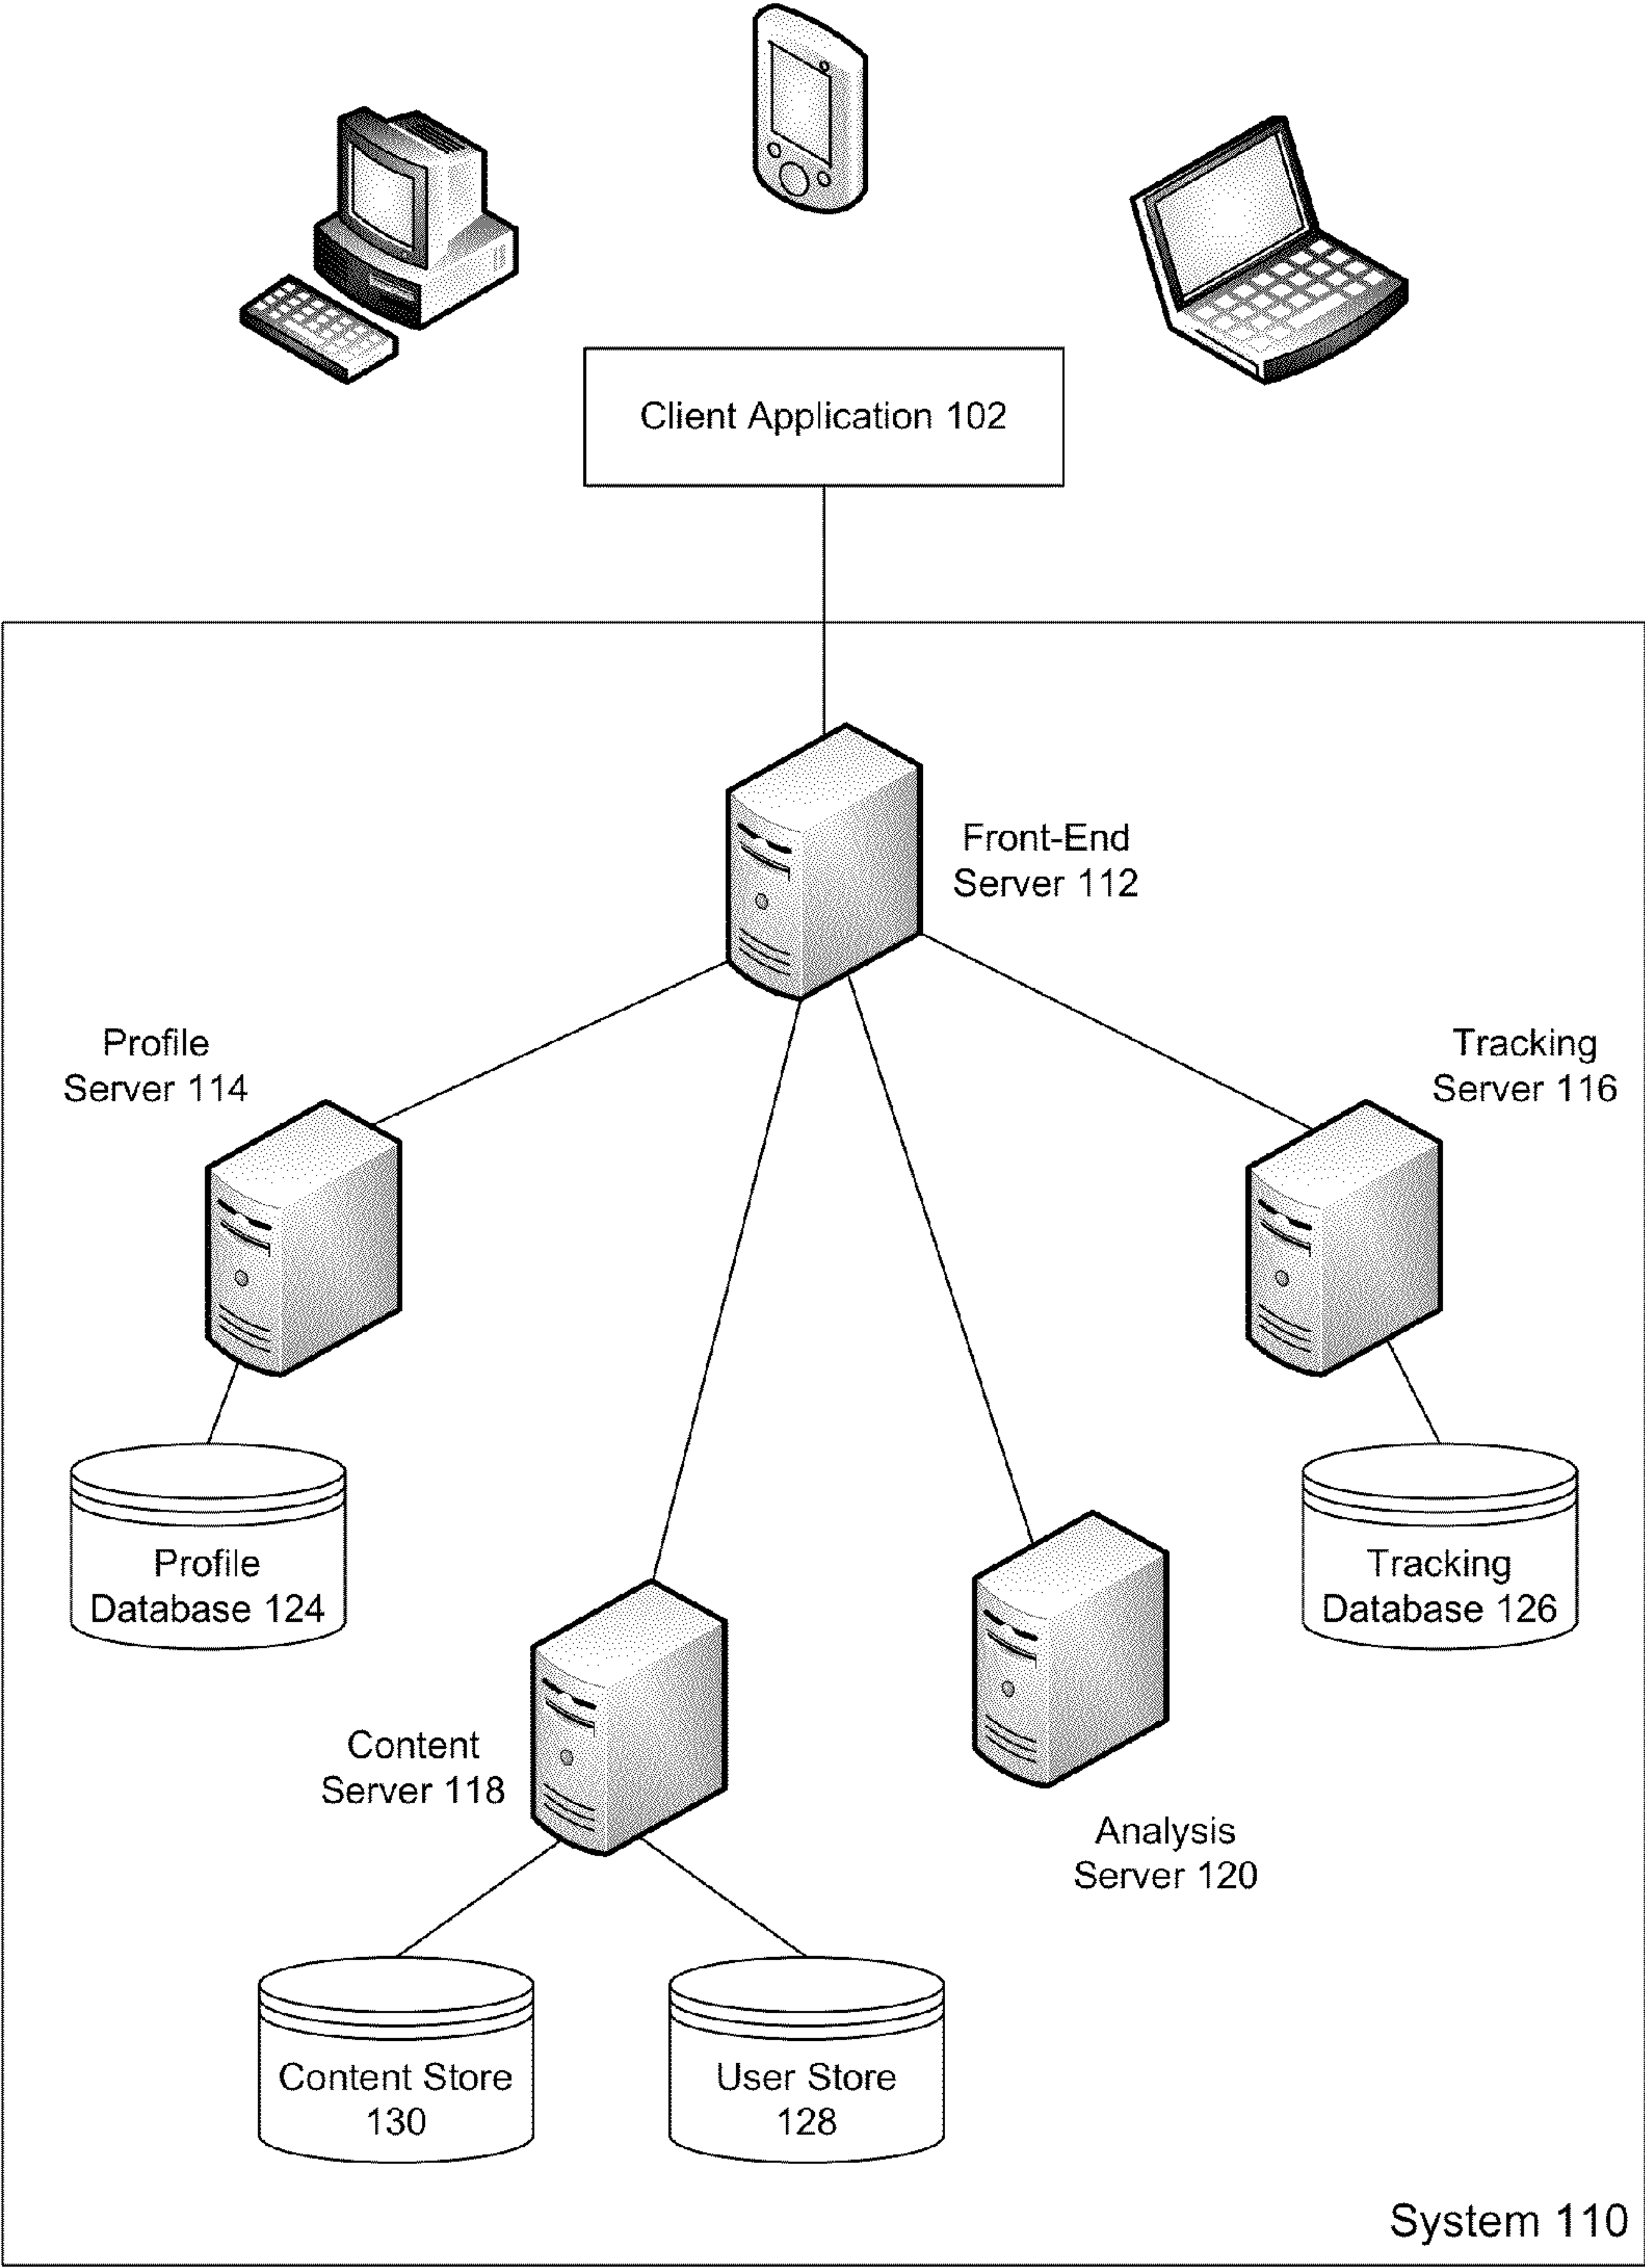 Client Application 102
Front-End
Server 112
Profile
Server 114
Tracking
Server 116
Profile
Database 124
Tracking
Database 126
Content
Server 118
Analysis
Server 120
Content Store
130
User Store
128
System 110